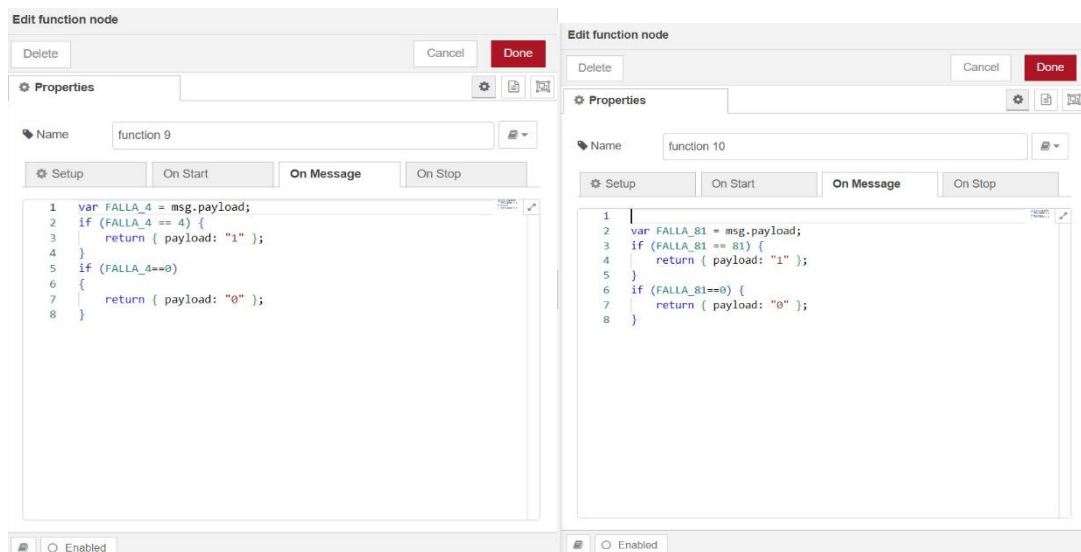 Edit function node
Delete
Cancel
Done
Properties
Name
function 9
Setup
On Start
On Message
On Stop
1 var FALLA_4 = msg.payload;
2 if (FALLA_4 == 4) {
3 return { payload: "1" };
4 }
5 if (FALLA_4==0)
6 {
7 return { payload: "0" };
8 }
Enabled
Edit function node
Delete
Cancel
Done
Properties
Name
function 10
Setup
On Start
On Message
On Stop
1
2 var FALLA_81 = msg.payload;
3 if (FALLA_81 == 81) {
4 return { payload: "1" };
5 }
6 if (FALLA_81==0) {
7 return { payload: "0" };
8 }
Enabled